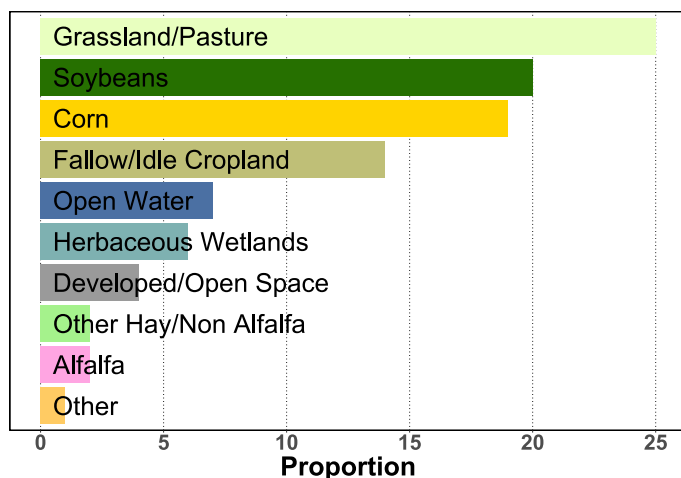 Grassland/Pasture
Soybeans
Corn
Fallow/Idle Cropland
Open Water
Herbaceous Wetlands
Developed/Open Space
Other Hay/Non Alfalfa
Alfalfa
Other
0 5 10 15 20 25
Proportion